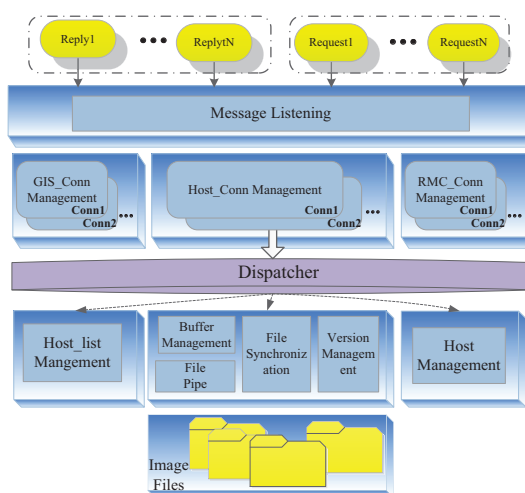 Reply1 ••• ReplytN Request1 ••• RequestN
Message Listening
GIS_Conn
Management
Conn1
Conn2 •••
Host_Conn Management
Conn1
Conn2 •••
RMC_Conn
Management
Conn1
Conn2 •••
Dispatcher
Host_list
Mangement
Buffer
Management
File
Pipe
File
Synchroniz
ation
Version
Managem
ent
Host
Management
Image
Files